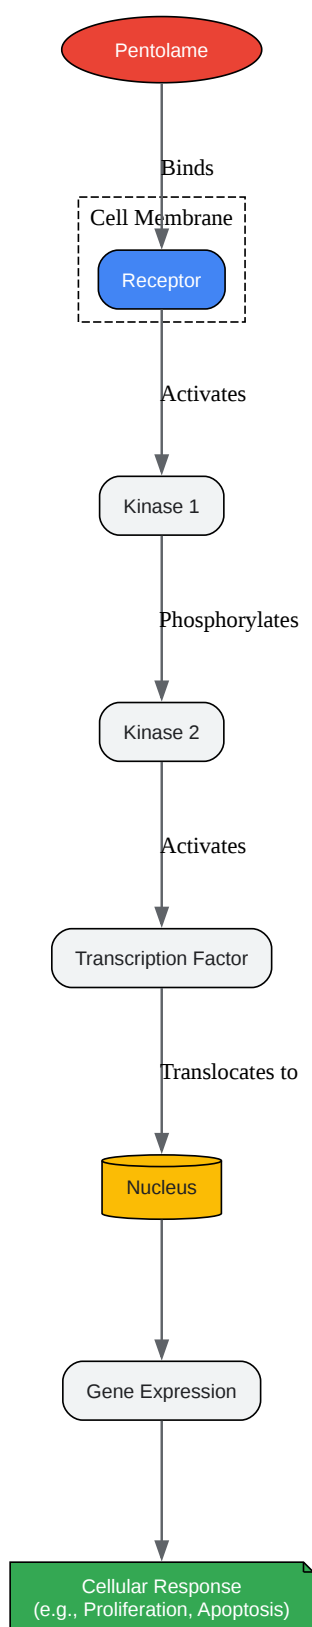 Pentolame
Binds
Cell Membrane
Receptor
Activates
Kinase 1
Phosphorylates
Kinase 2
Activates
Transcription Factor
Translocates to
Nucleus
Gene Expression
Cellular Response
(e.g., Proliferation, Apoptosis)